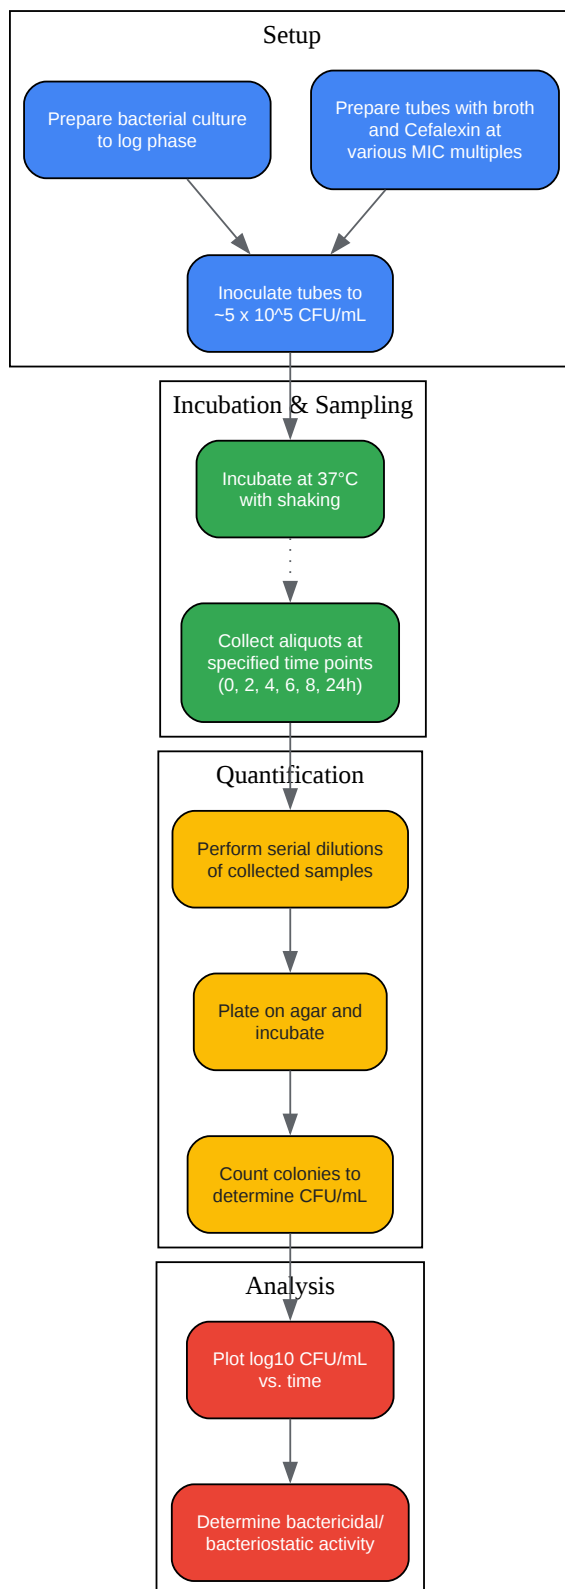 Setup
Prepare bacterial culture
to log phase
Prepare tubes with broth
and Cefalexin at
various MIC multiples
Inoculate tubes to
~5 x 10^5 CFU/mL
Incubation & Sampling
Incubate at 37°C
with shaking
Collect aliquots at
specified time points
(0, 2, 4, 6, 8, 24h)
Quantification
Perform serial dilutions
of collected samples
Plate on agar and
incubate
Count colonies to
determine CFU/mL
Analysis
Plot log10 CFU/mL
vs. time
Determine bactericidal/
bacteriostatic activity